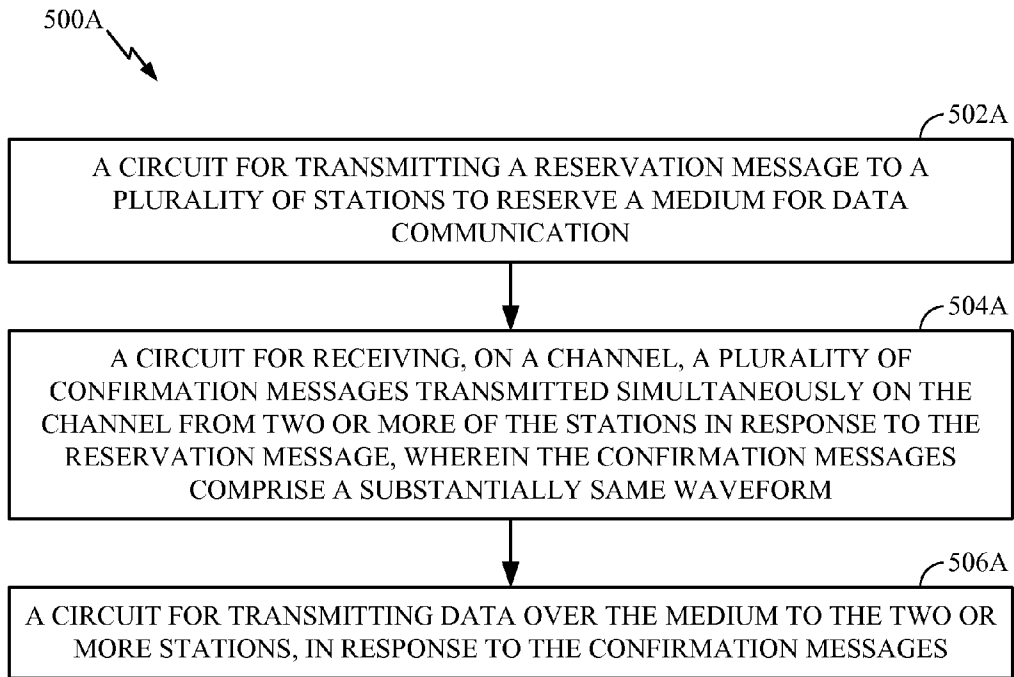 500A
502A
A CIRCUIT FOR TRANSMITTING A RESERVATION MESSAGE TO A
PLURALITY OF STATIONS TO RESERVE A MEDIUM FOR DATA
COMMUNICATION
504A
A CIRCUIT FOR RECEIVING, ON A CHANNEL, A PLURALITY OF
CONFIRMATION MESSAGES TRANSMITTED SIMULTANEOUSLY ON THE
CHANNEL FROM TWO OR MORE OF THE STATIONS IN RESPONSE TO THE
RESERVATION MESSAGE, WHEREIN THE CONFIRMATION MESSAGES
COMPRISE A SUBSTANTIALLY SAME WAVEFORM
506A
A CIRCUIT FOR TRANSMITTING DATA OVER THE MEDIUM TO THE TWO OR
MORE STATIONS, IN RESPONSE TO THE CONFIRMATION MESSAGES